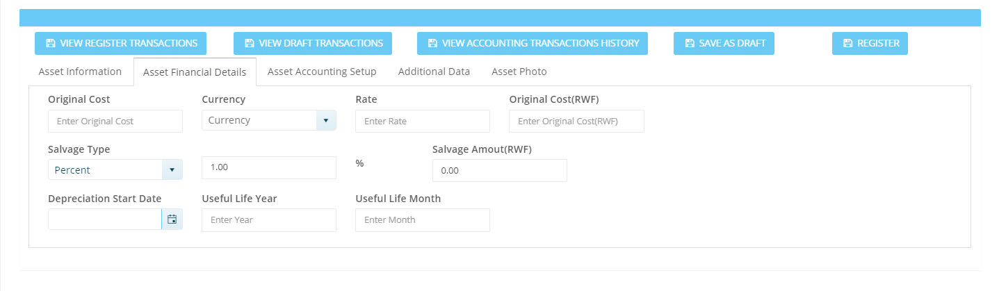 VIEW REGISTER TRANSACTIONS VIEW DRAFT TRANSACTIONS VIEW ACCOUNTING TRANSACTIONS HISTORY SAVE AS DRAFT REGISTER
Asset Information Asset Financial Details Asset Accounting Setup Additional Data Asset Photo
Original Cost Currency Rate Original Cost(RWF)
Enter Original Cost Currency Enter Rate Enter Original Cost(RWF)
Salvage Type Salvage Amout(RWF)
Percent 1.00 % 0.00
Depreciation Start Date Useful Life Year Useful Life Month
Enter Year Enter Month